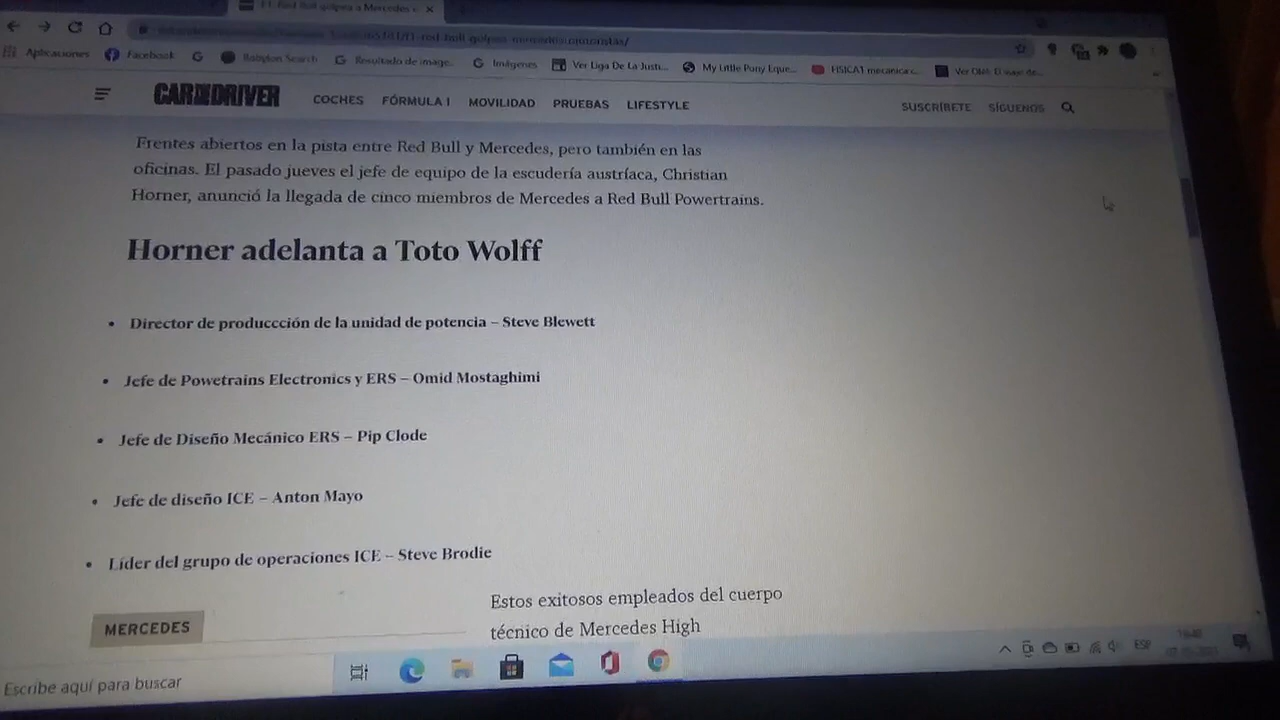 F1: Red Bull golpea a Mercedes
Aplicaciones Facebook G Babylon Search Resultado de image... Imágenes Ver Liga De La Justi... My Little Pony Eque... FISICA1 mecanica c...
CAR AND DRIVER COCHES FÓRMULA 1 MOVILIDAD PRUEBAS LIFESTYLE SUSCRÍBETE SÍGUENOS
Frentes abiertos en la pista entre Red Bull y Mercedes, pero también en las
oficinas. El pasado jueves el jefe de equipo de la escudería austríaca, Christian
Horner, anunció la llegada de cinco miembros de Mercedes a Red Bull Powertrains.
Horner adelanta a Toto Wolff
• Director de produccción de la unidad de potencia – Steve Blewett
• Jefe de Powetrains Electronics y ERS – Omid Mostaghimi
• Jefe de Diseño Mecánico ERS – Pip Clode
• Jefe de diseño ICE – Anton Mayo
• Líder del grupo de operaciones ICE – Steve Brodie
Estos exitosos empleados del cuerpo
MERCEDES
técnico de Mercedes High
Escribe aquí para buscar
ESP